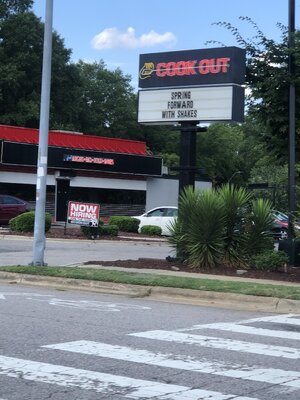 COOK OUT
SPRING
FORWARD
WITH SHAKES
NOW
HIRING